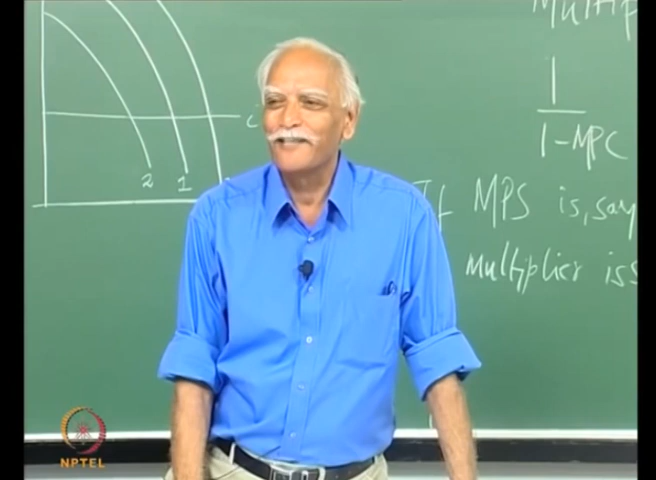 Multip
1
1-MPC
If MPS is, say
Multiplier is
2
1
NPTEL